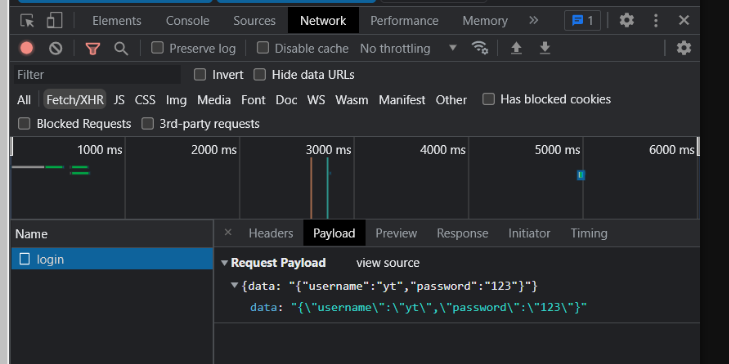 Elements Console Sources Network Performance Memory » 1
Preserve log Disable cache No throttling
Filter Invert Hide data URLs
All Fetch/XHR JS CSS Img Media Font Doc WS Wasm Manifest Other Has blocked cookies
Blocked Requests 3rd-party requests
1000 ms 2000 ms 3000 ms 4000 ms 5000 ms 6000 ms
Name × Headers Payload Preview Response Initiator Timing
login
Request Payload view source
{data: "{"username":"yt","password":"123"}"}
data: "{\"username\":\"yt\",\"password\":\"123\"}"